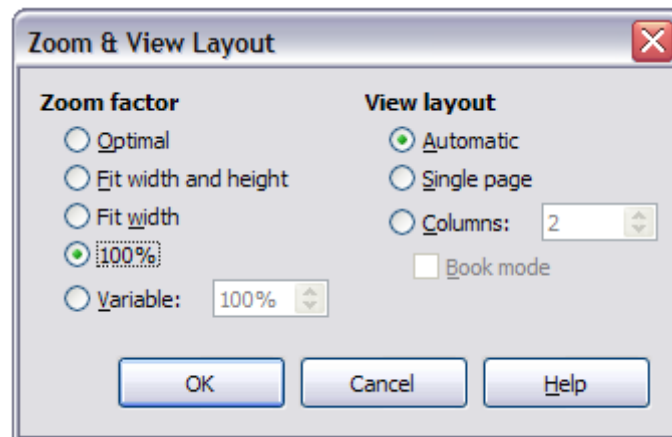 Zoom & View Layout
Zoom factor
Optimal
Fit width and height
Fit width
100%
Variable: 100%
View layout
Automatic
Single page
Columns: 2
Book mode
OK Cancel Help